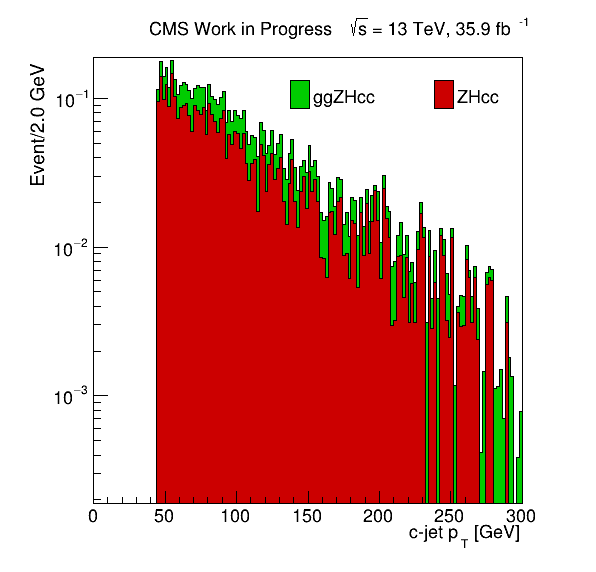 CMS Work in Progress √s = 13 TeV, 35.9 fb⁻¹
Event/2.0 GeV
ggZHcc ZHcc
10⁻¹
10⁻²
10⁻³
0 50 100 150 200 250 300
c-jet p_T [GeV]